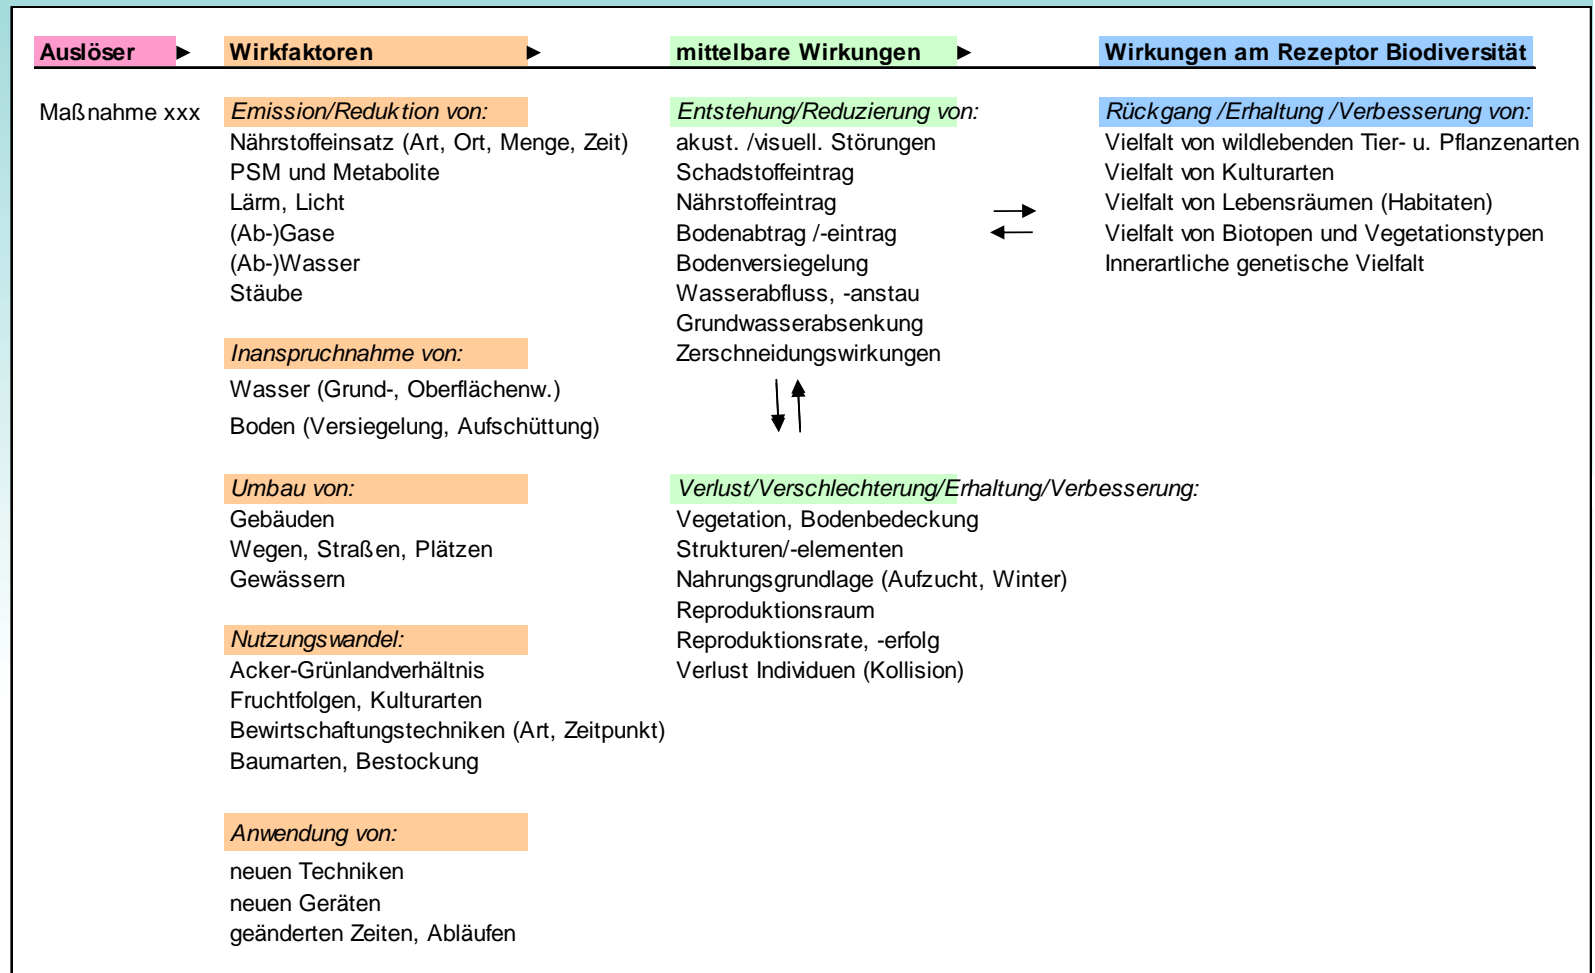 Auslöser
Wirkfaktoren
mittelbare Wirkungen
Wirkungen am Rezeptor Biodiversität
Maßnahme xxx
Emission/Reduktion von:
Nährstoffeinsatz (Art, Ort, Menge, Zeit)
PSM und Metabolite
Lärm, Licht
(Ab-)Gase
(Ab-)Wasser
Stäube
Inanspruchnahme von:
Wasser (Grund-, Oberflächenw.)
Boden (Versiegelung, Aufschüttung)
Umbau von:
Gebäuden
Wegen, Straßen, Plätzen
Gewässern
Nutzungswandel:
Acker-Grünlandverhältnis
Fruchtfolgen, Kulturarten
Bewirtschaftungstechniken (Art, Zeitpunkt)
Baumarten, Bestockung
Anwendung von:
neuen Techniken
neuen Geräten
geänderten Zeiten, Abläufen
Entstehung/Reduzierung von:
akust. /visuell. Störungen
Schadstoffeintrag
Nährstoffeintrag
Bodenabtrag /-eintrag
Bodenversiegelung
Wasserabfluss, -anstau
Grundwasserabsenkung
Zerschneidungswirkungen
Verlust/Verschlechterung/Erhaltung/Verbesserung:
Vegetation, Bodenbedeckung
Strukturen/-elementen
Nahrungsgrundlage (Aufzucht, Winter)
Reproduktionsraum
Reproduktionsrate, -erfolg
Verlust Individuen (Kollision)
Rückgang /Erhaltung /Verbesserung von:
Vielfalt von wildlebenden Tier- u. Pflanzenarten
Vielfalt von Kulturarten
Vielfalt von Lebensräumen (Habitaten)
Vielfalt von Biotopen und Vegetationstypen
Innerartliche genetische Vielfalt